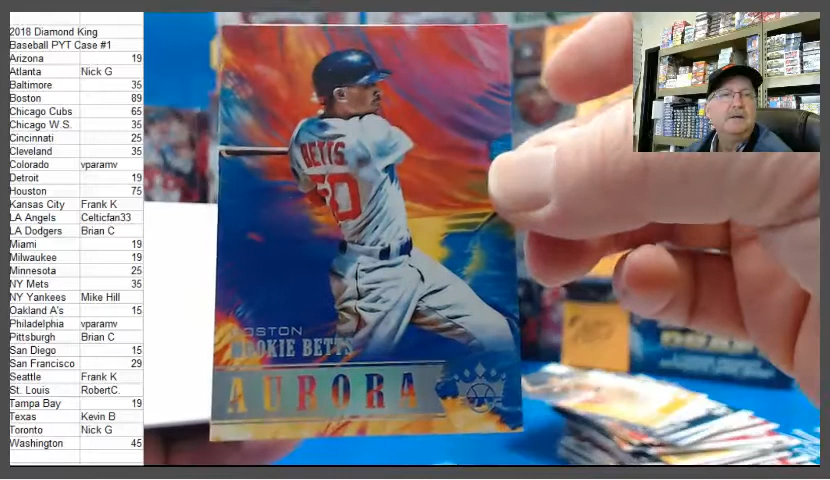 2018 Diamond King
Baseball PYT Case #1
Arizona 19
Atlanta Nick G
Baltimore 35
Boston 89
Chicago Cubs 65
Chicago W.S. 35
Cincinnati 25
Cleveland 35
Colorado vparamv
Detroit 19
Houston 75
Kansas City Frank K
LA Angels Celticfan33
LA Dodgers Brian C
Miami 19
Milwaukee 19
Minnesota 25
NY Mets 35
NY Yankees Mike Hill
Oakland A's 15
Philadelphia vparamv
Pittsburgh Brian C
San Diego 15
San Francisco 29
Seattle Frank K
St. Louis RobertC.
Tampa Bay 19
Texas Kevin B
Toronto Nick G
Washington 45
BETTS
50
BOSTON
MOOKIE BETTS
AURORA